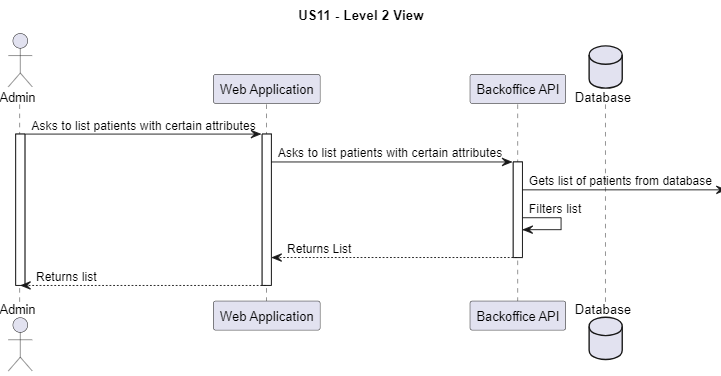 US11 - Level 2 View
Admin
Web Application
Backoffice API
Database
Asks to list patients with certain attributes
Asks to list patients with certain attributes
Gets list of patients from database
Filters list
Returns List
Returns list
Admin
Web Application
Backoffice API
Database